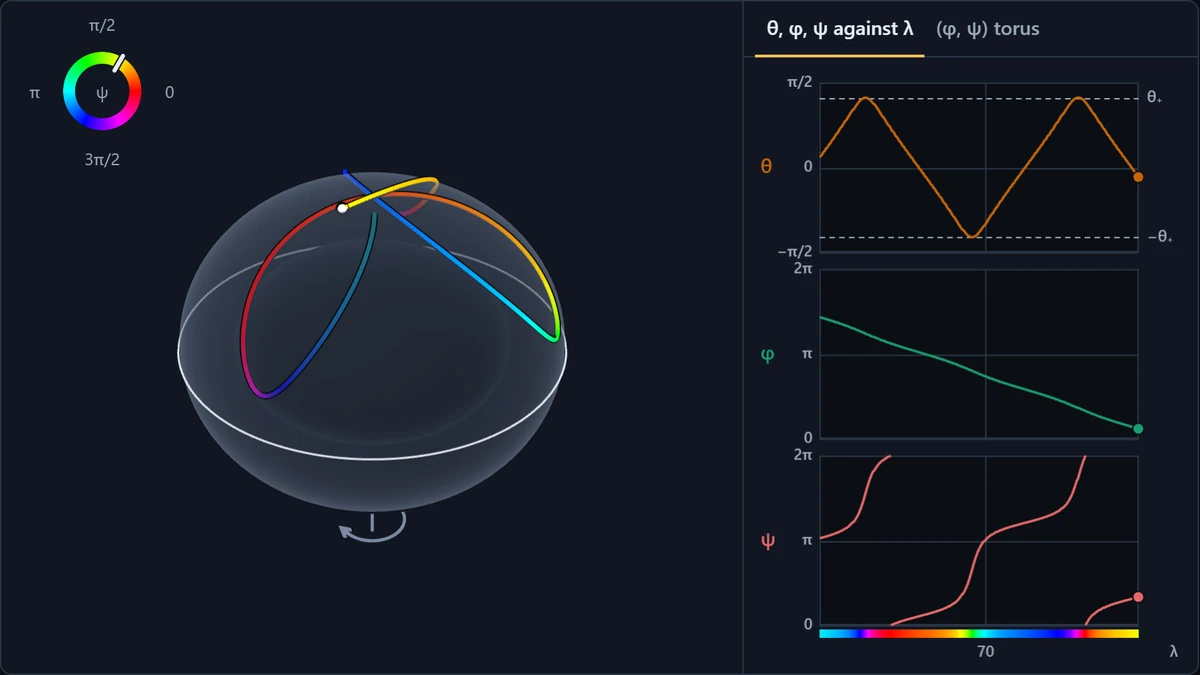 π/2
π ψ 0
3π/2
θ, φ, ψ against λ
(φ, ψ) torus
π/2
θ₊
θ
0
−θ₊
−π/2
2π
φ
π
0
2π
ψ
π
0
70
λ